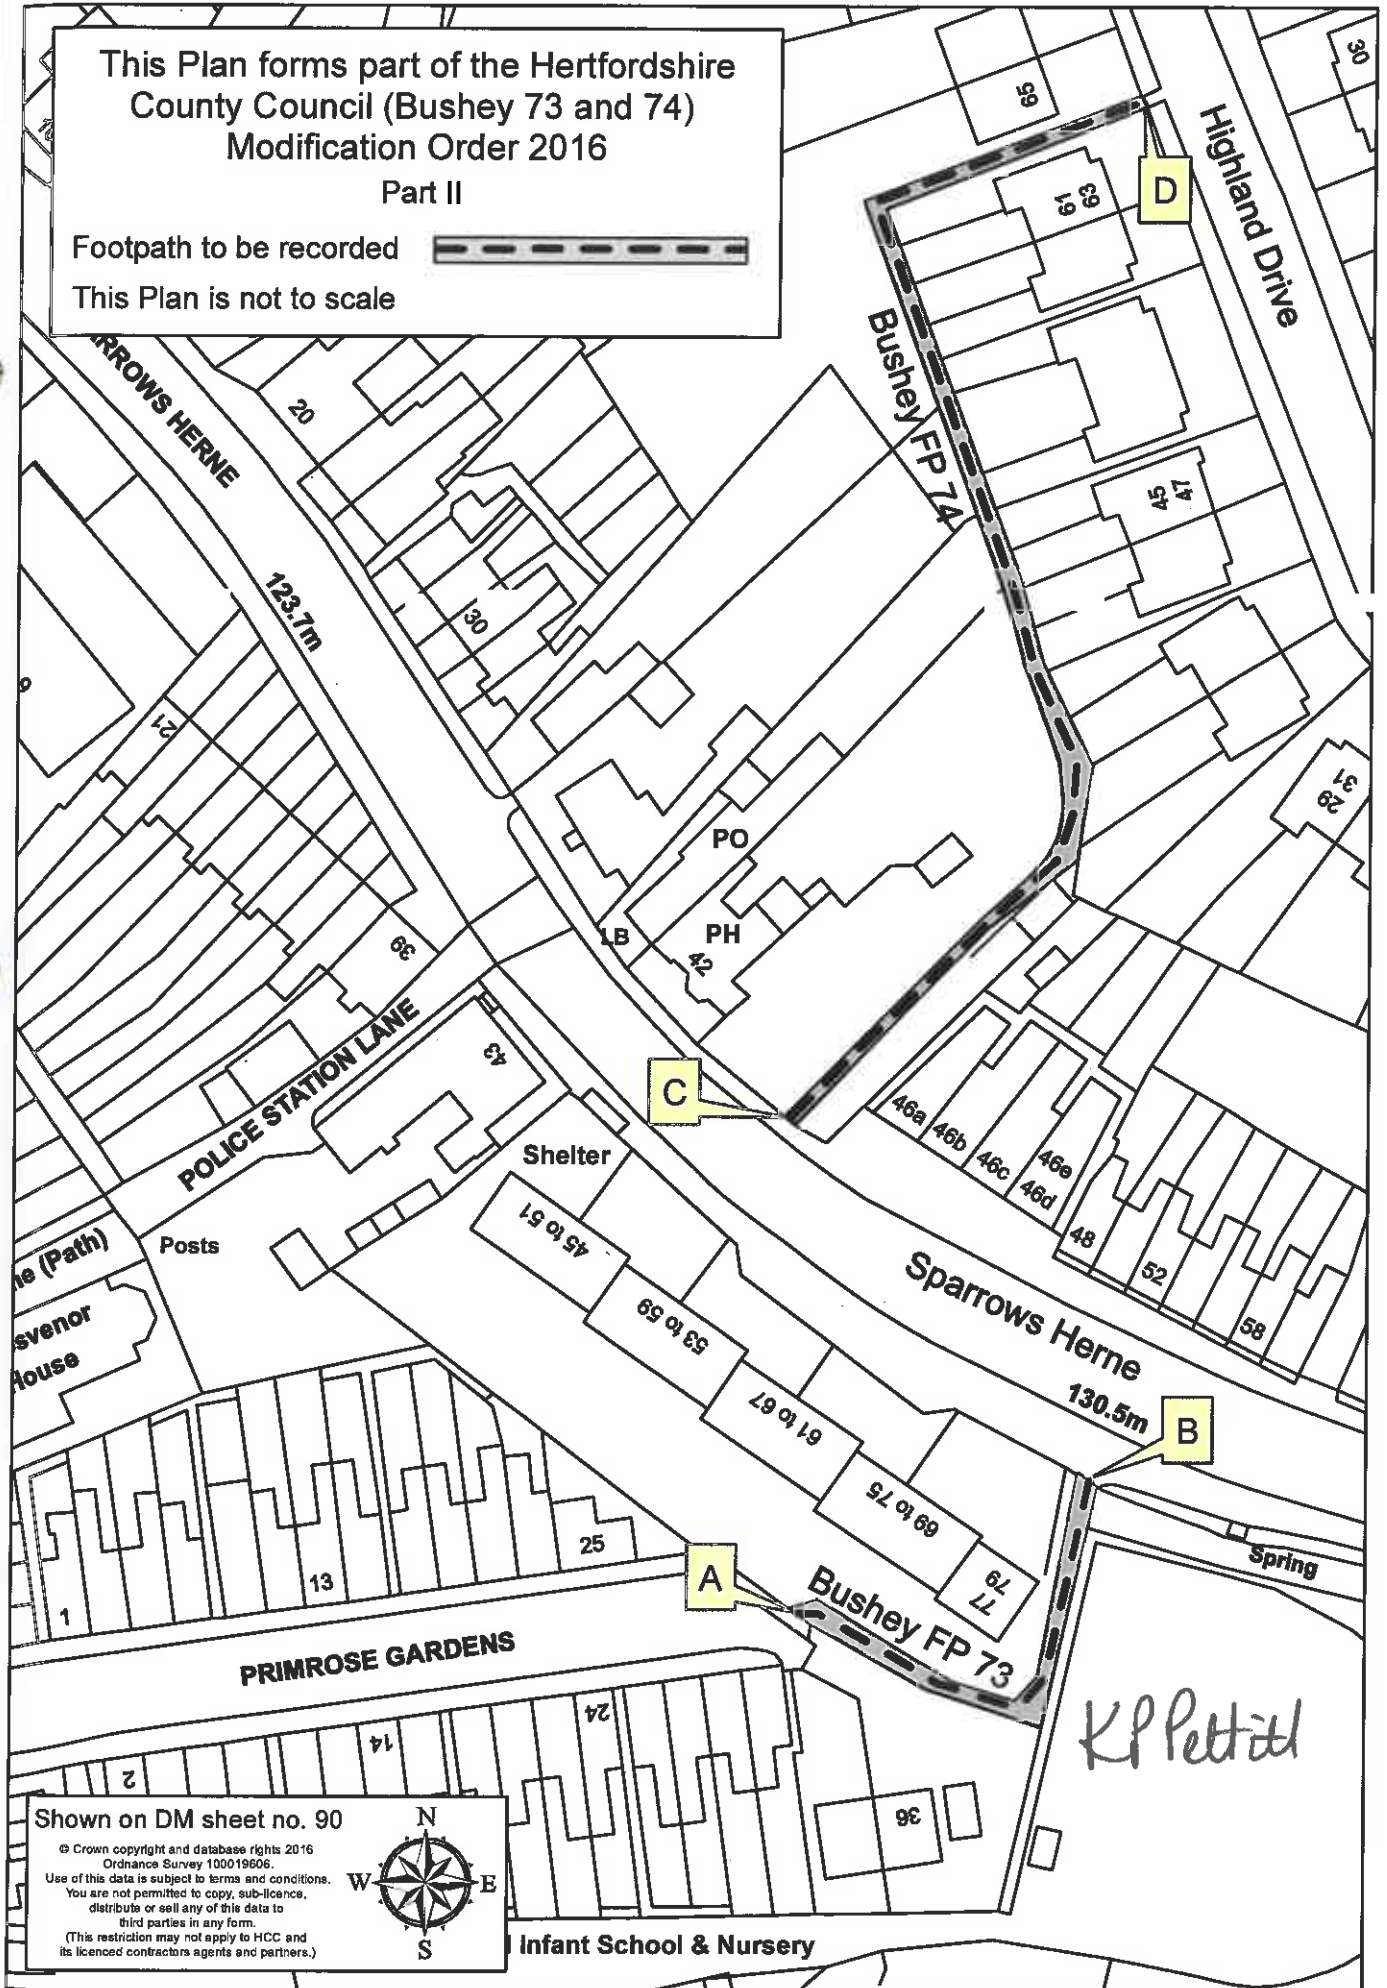 This Plan forms part of the Hertfordshire
County Council (Bushey 73 and 74)
Modification Order 2016
Part II
Footpath to be recorded
This Plan is not to scale
65
30
Highland Drive
D
63
61
Bushey FP 74
45
47
29
31
RROWS HERNE
20
123.7m
30
9
21
39
PO
PH
42
LB
POLICE STATION LANE
43
C
Shelter
46a
46b
46c
46d
46e
48
52
58
Posts
ne (Path)
svenor
House
45 to 51
53 to 59
61 to 67
69 to 75
77
79
Sparrows Herne
130.5m
B
Spring
A
Bushey FP 73
1
13
25
PRIMROSE GARDENS
2
14
24
36
KP Pettitt
Shown on DM sheet no. 90
© Crown copyright and database rights 2016
Ordnance Survey 100019606.
Use of this data is subject to terms and conditions.
You are not permitted to copy, sub-licence,
distribute or sell any of this data to
third parties in any form.
(This restriction may not apply to HCC and
its licenced contractors agents and partners.)
N
W
E
S
Infant School & Nursery